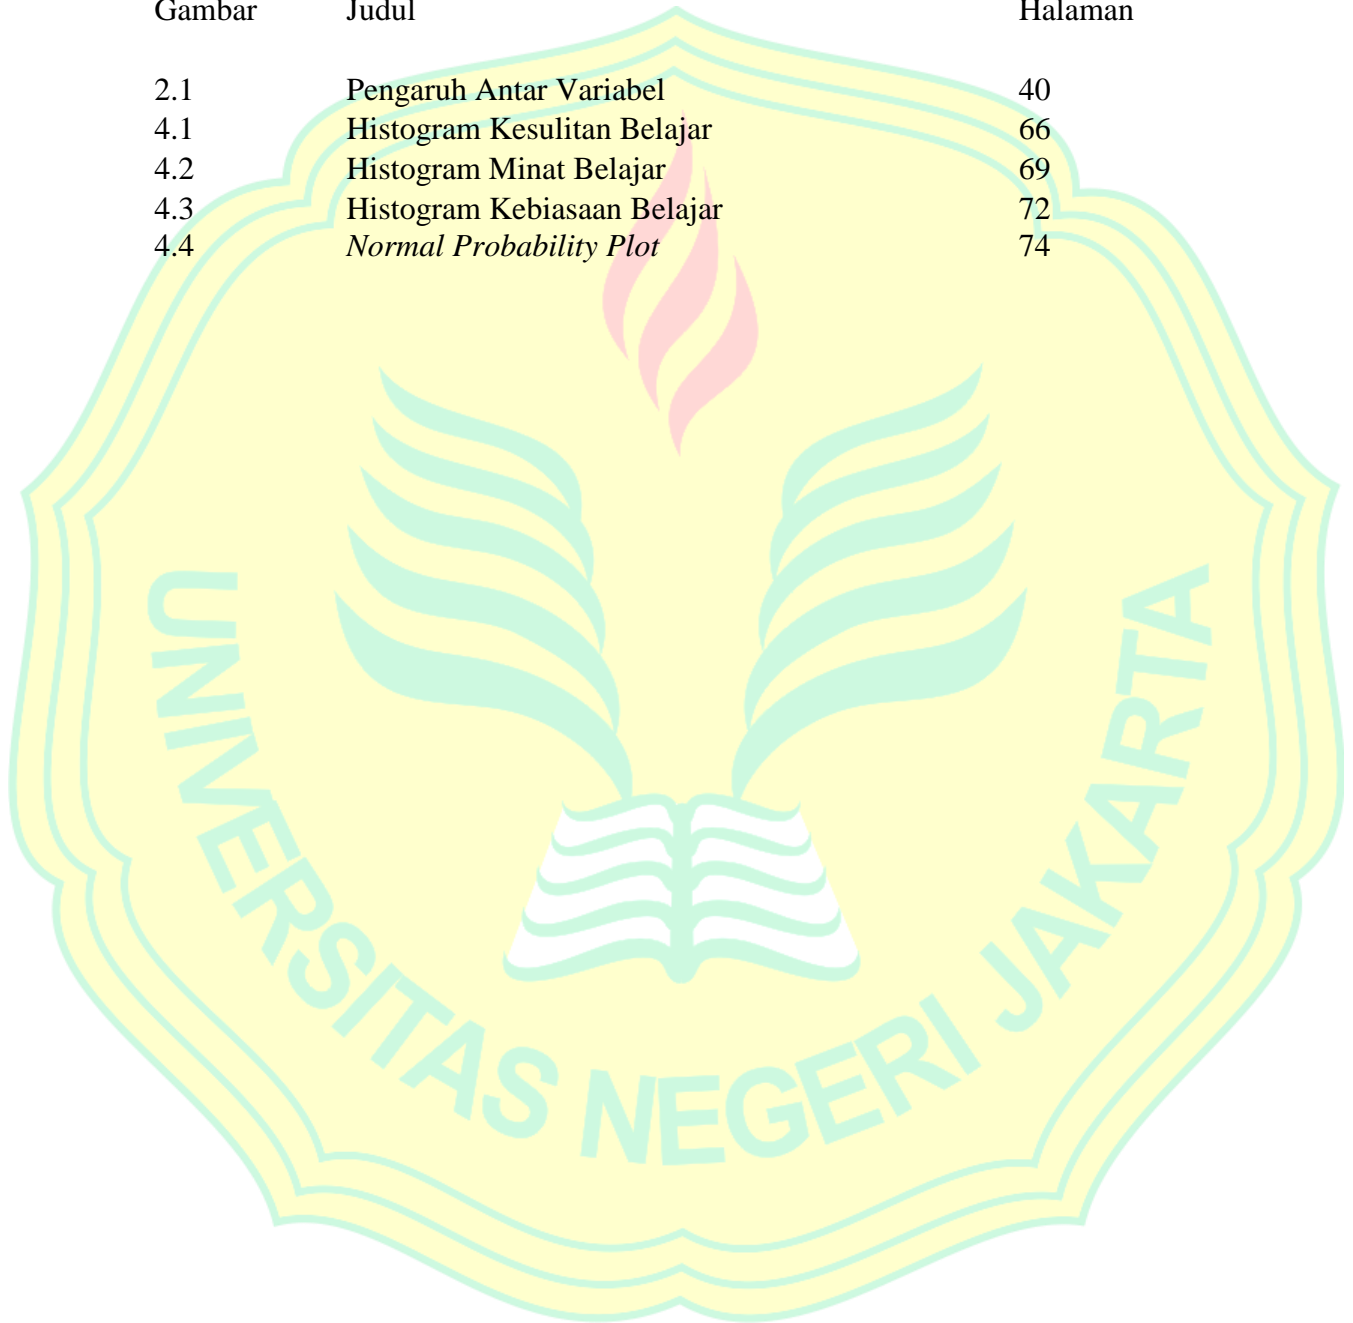 Gambar Judul Halaman
2.1 Pengaruh Antar Variabel 40
4.1 Histogram Kesulitan Belajar 66
4.2 Histogram Minat Belajar 69
4.3 Histogram Kebiasaan Belajar 72
4.4 Normal Probability Plot 74
UNIVERSITAS NEGERI JAKARTA